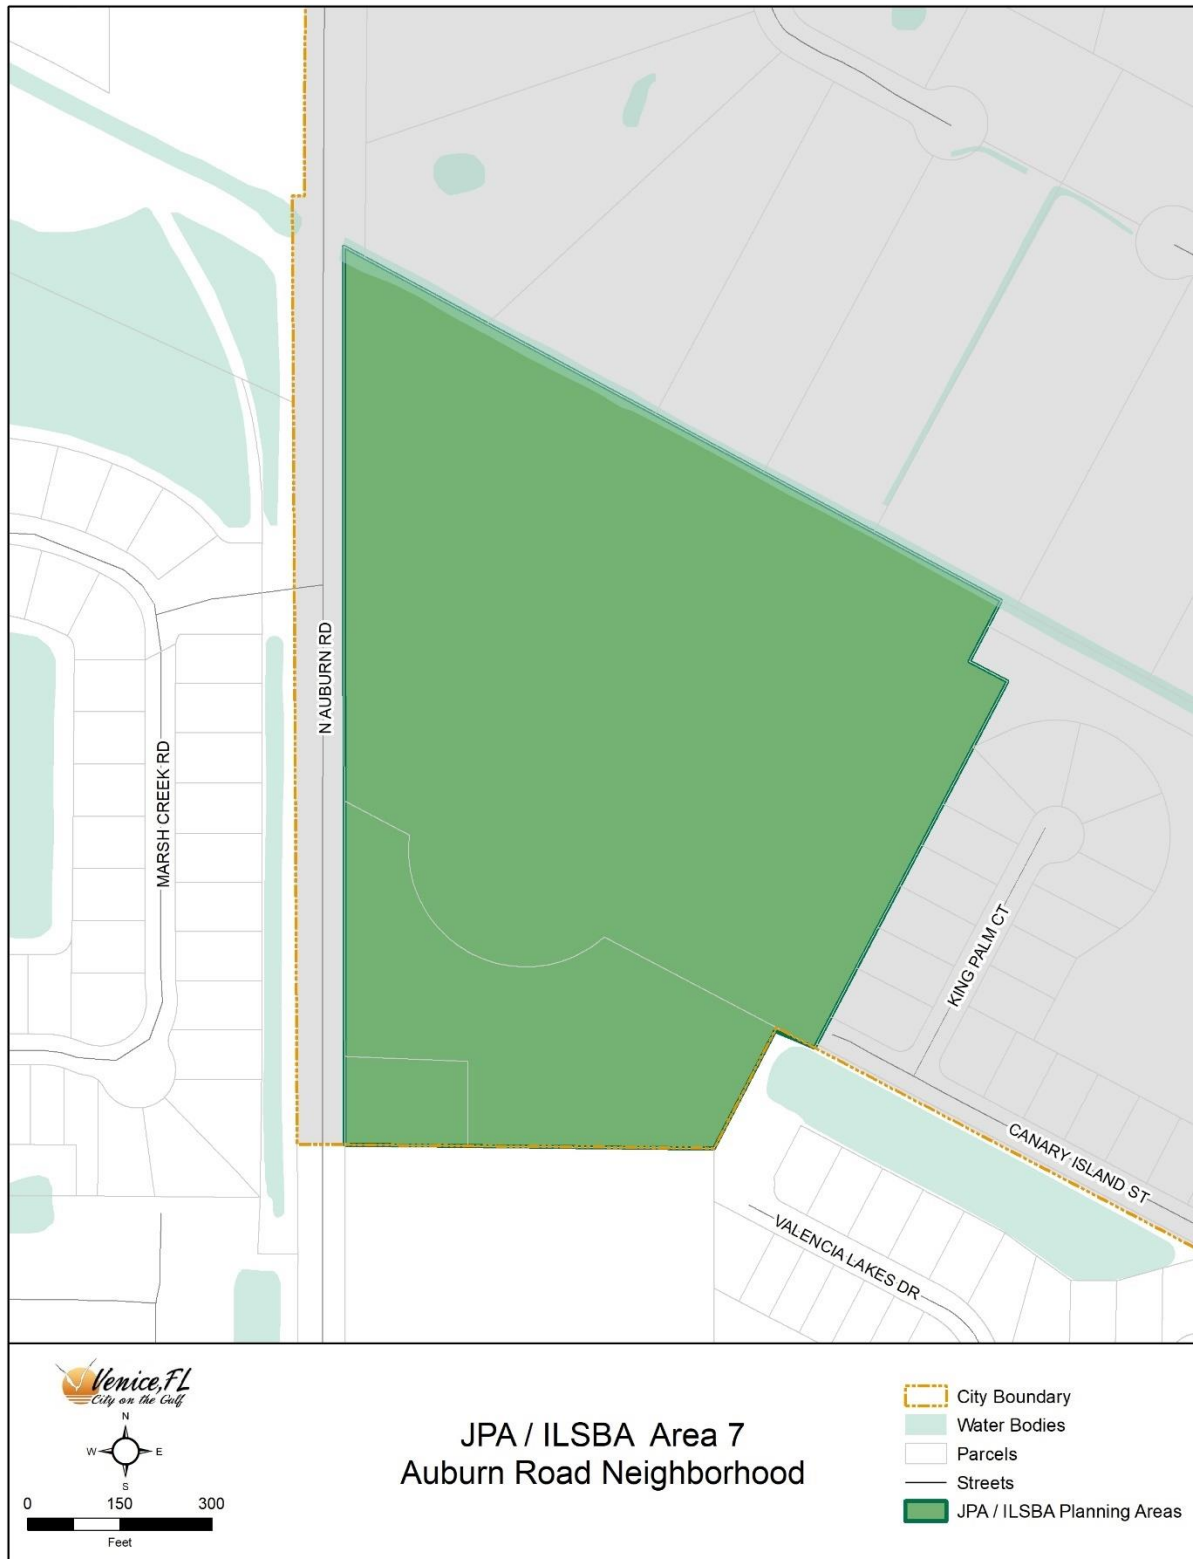 N AUBURN RD
MARSH CREEK RD
KING PALM CT
CANARY ISLAND ST
VALENCIA LAKES DR
Venice, FL
City on the Gulf
N
W E
S
0 150 300
Feet
JPA / ILSBA Area 7
Auburn Road Neighborhood
City Boundary
Water Bodies
Parcels
Streets
JPA / ILSBA Planning Areas